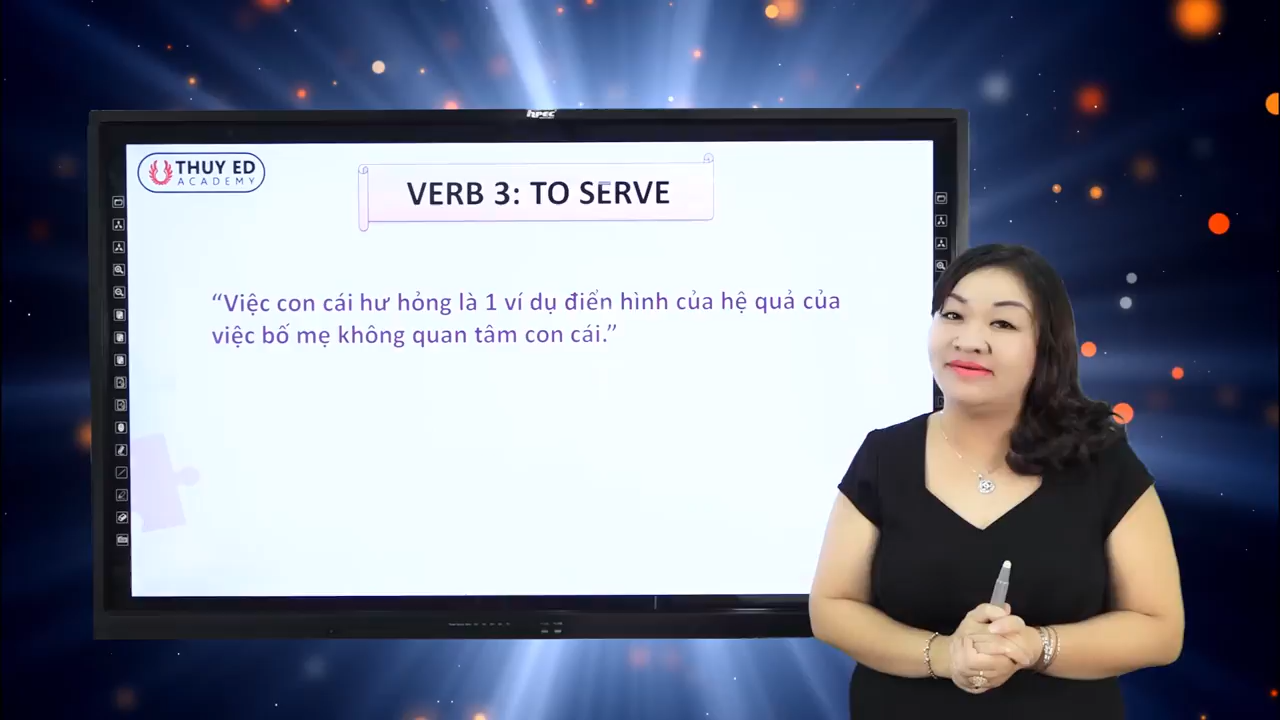 HPEC
THUY ED
ACADEMY
VERB 3: TO SERVE
“Việc con cái hư hỏng là 1 ví dụ điển hình của hệ quả của
việc bố mẹ không quan tâm con cái.”